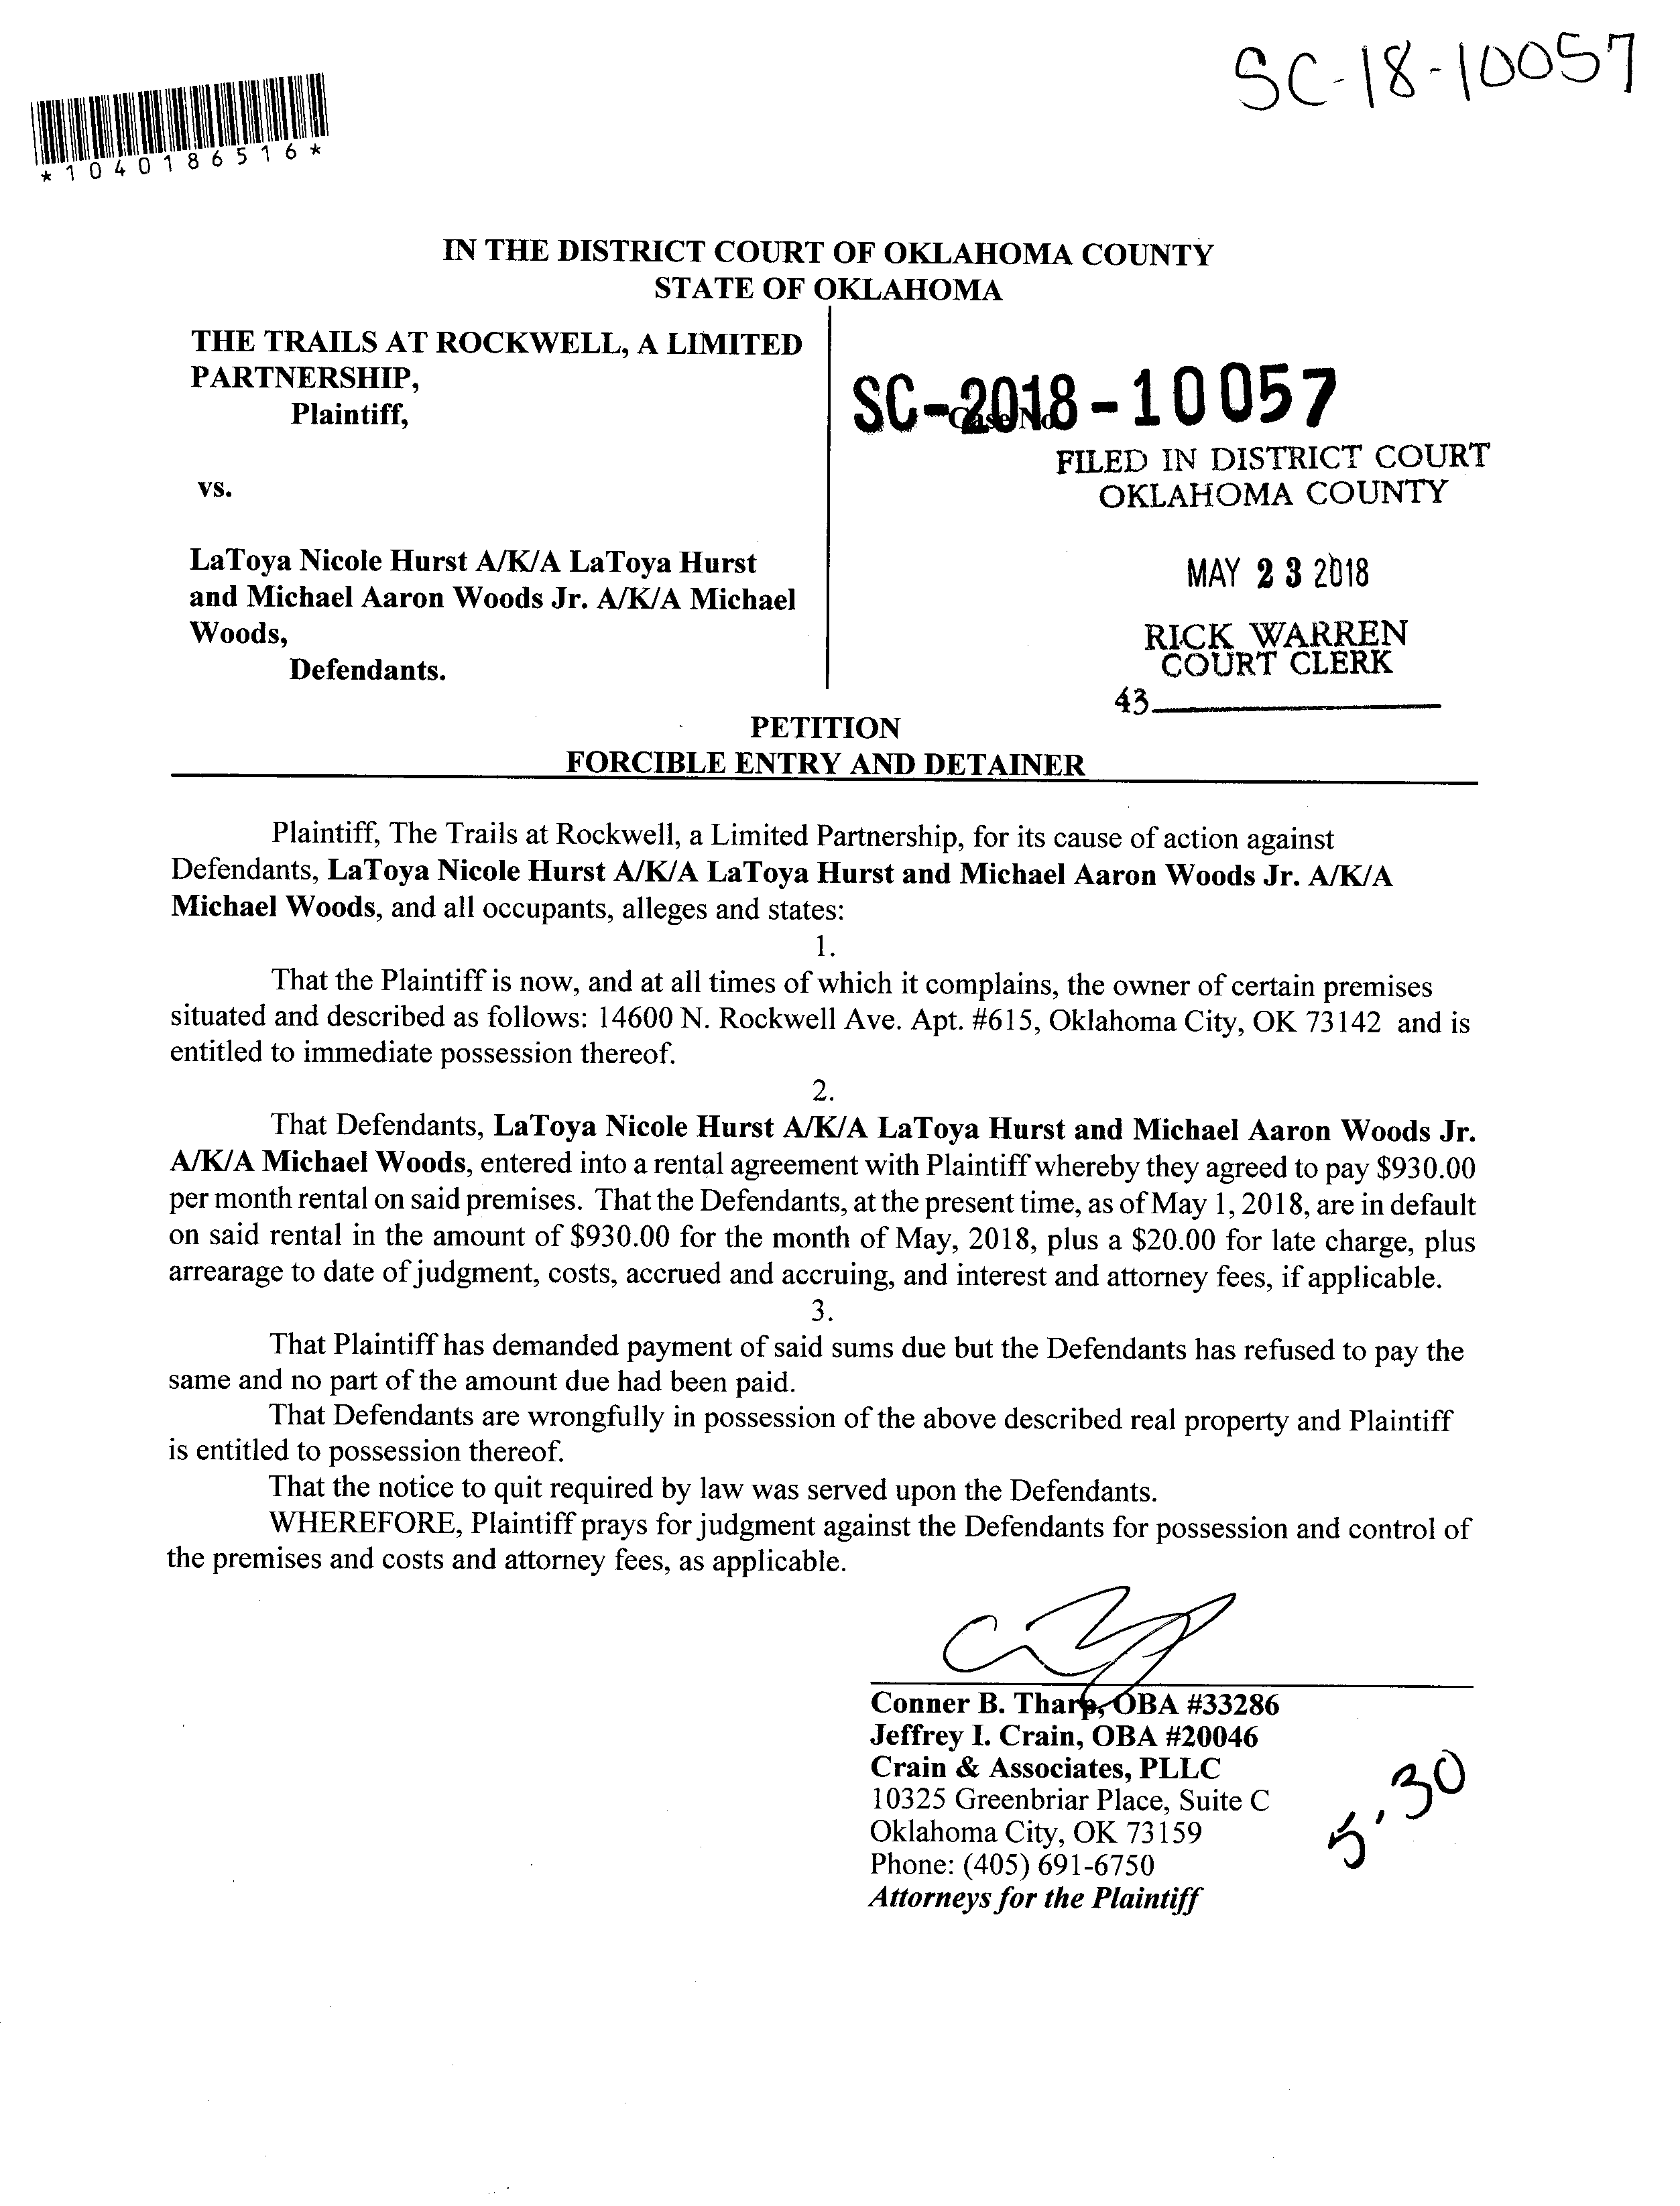 SC-18-10057
*1040186516*
IN THE DISTRICT COURT OF OKLAHOMA COUNTY
STATE OF OKLAHOMA
THE TRAILS AT ROCKWELL, A LIMITED
PARTNERSHIP,
Plaintiff,
vs.
LaToya Nicole Hurst A/K/A LaToya Hurst
and Michael Aaron Woods Jr. A/K/A Michael
Woods,
Defendants.
SC-2018-10057
Case No.
FILED IN DISTRICT COURT
OKLAHOMA COUNTY
MAY 23 2018
RICK WARREN
COURT CLERK
43
PETITION
FORCIBLE ENTRY AND DETAINER
Plaintiff, The Trails at Rockwell, a Limited Partnership, for its cause of action against
Defendants, LaToya Nicole Hurst A/K/A LaToya Hurst and Michael Aaron Woods Jr. A/K/A
Michael Woods, and all occupants, alleges and states:
1.
That the Plaintiff is now, and at all times of which it complains, the owner of certain premises
situated and described as follows: 14600 N. Rockwell Ave. Apt. #615, Oklahoma City, OK 73142 and is
entitled to immediate possession thereof.
2.
That Defendants, LaToya Nicole Hurst A/K/A LaToya Hurst and Michael Aaron Woods Jr.
A/K/A Michael Woods, entered into a rental agreement with Plaintiff whereby they agreed to pay $930.00
per month rental on said premises. That the Defendants, at the present time, as of May 1, 2018, are in default
on said rental in the amount of $930.00 for the month of May, 2018, plus a $20.00 for late charge, plus
arrearage to date of judgment, costs, accrued and accruing, and interest and attorney fees, if applicable.
3.
That Plaintiff has demanded payment of said sums due but the Defendants has refused to pay the
same and no part of the amount due had been paid.
That Defendants are wrongfully in possession of the above described real property and Plaintiff
is entitled to possession thereof.
That the notice to quit required by law was served upon the Defendants.
WHEREFORE, Plaintiff prays for judgment against the Defendants for possession and control of
the premises and costs and attorney fees, as applicable.
Conner B. Tharp, OBA #33286
Jeffrey I. Crain, OBA #20046
Crain & Associates, PLLC
10325 Greenbriar Place, Suite C
Oklahoma City, OK 73159
Phone: (405) 691-6750
Attorneys for the Plaintiff
5.30